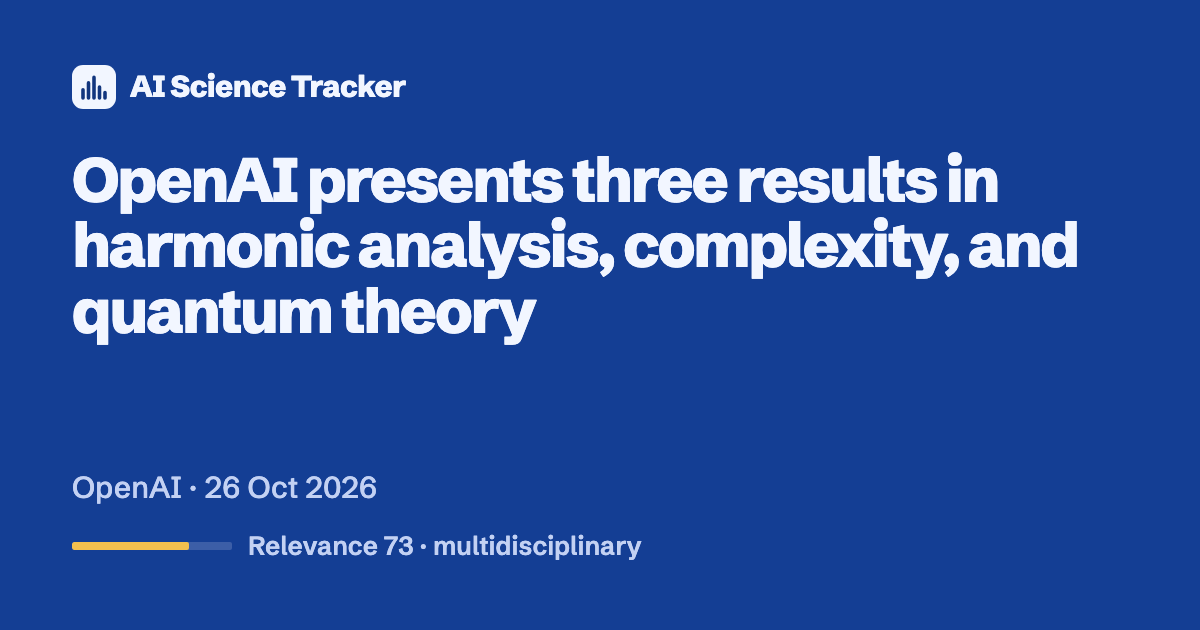 AI Science Tracker
OpenAI presents three results in
harmonic analysis, complexity, and
quantum theory
OpenAI · 26 Oct 2026
Relevance 73 · multidisciplinary